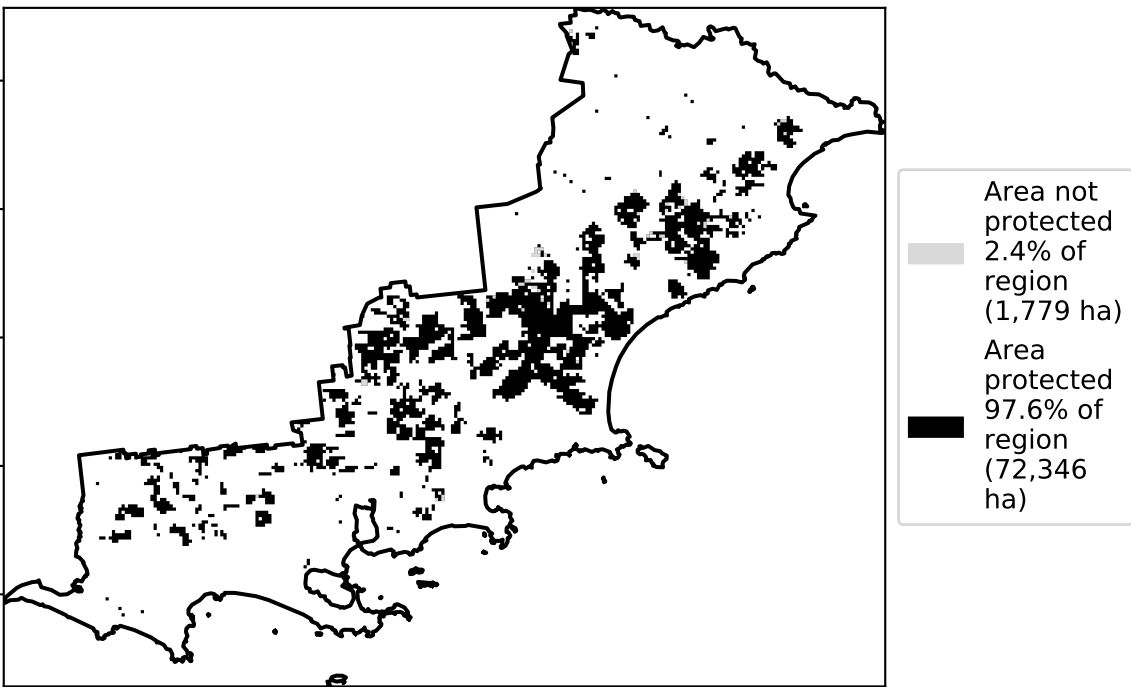 Area not
protected
2.4% of
region
(1,779 ha)
Area
protected
97.6% of
region
(72,346
ha)